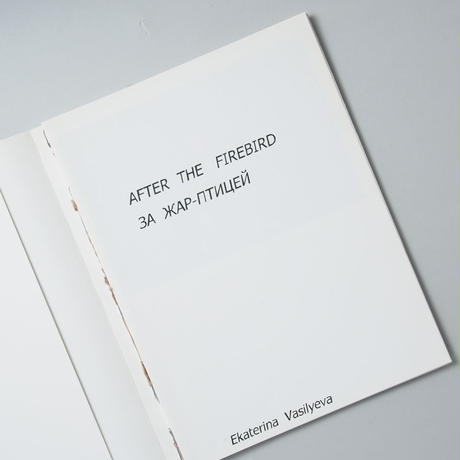 AFTER THE FIREBIRD
ЗА ЖАР-ПТИЦЕЙ
Ekaterina Vasilyeva